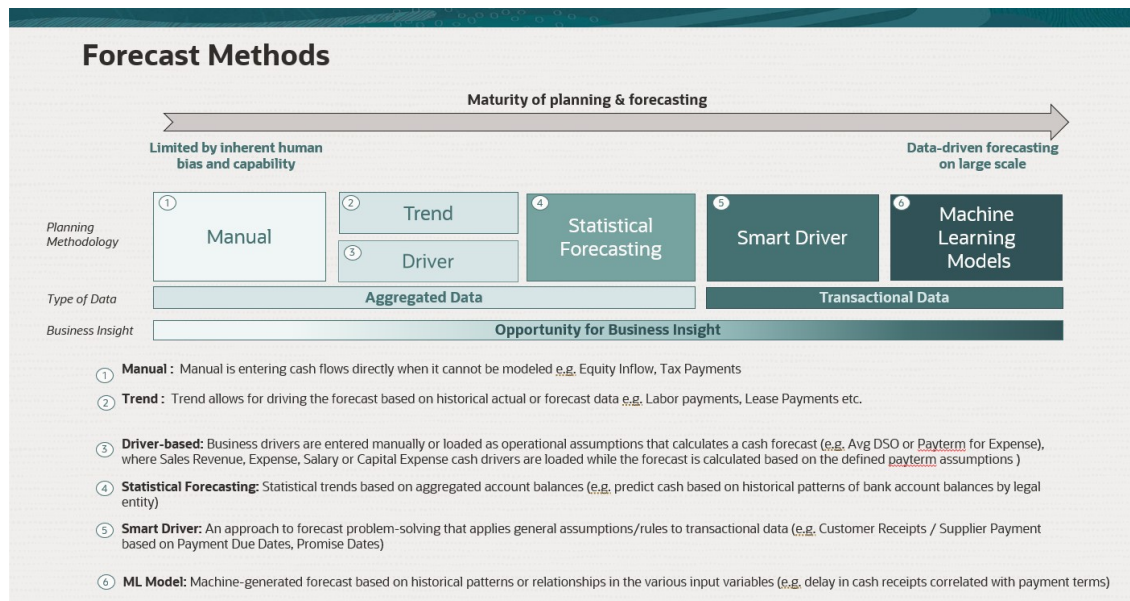 Forecast Methods
Maturity of planning & forecasting
Limited by inherent human
bias and capability
Data-driven forecasting
on large scale
Planning
Methodology
1
Manual
2
Trend
3
Driver
4
Statistical
Forecasting
5
Smart Driver
6
Machine
Learning
Models
Type of Data
Aggregated Data
Transactional Data
Business Insight
Opportunity for Business Insight
1 Manual : Manual is entering cash flows directly when it cannot be modeled e.g. Equity Inflow, Tax Payments
2 Trend : Trend allows for driving the forecast based on historical actual or forecast data e.g. Labor payments, Lease Payments etc.
3 Driver-based: Business drivers are entered manually or loaded as operational assumptions that calculates a cash forecast (e.g. Avg DSO or Payterm for Expense),
where Sales Revenue, Expense, Salary or Capital Expense cash drivers are loaded while the forecast is calculated based on the defined payterm assumptions )
4 Statistical Forecasting: Statistical trends based on aggregated account balances (e.g. predict cash based on historical patterns of bank account balances by legal
entity)
5 Smart Driver: An approach to forecast problem-solving that applies general assumptions/rules to transactional data (e.g. Customer Receipts / Supplier Payment
based on Payment Due Dates, Promise Dates)
6 ML Model: Machine-generated forecast based on historical patterns or relationships in the various input variables (e.g. delay in cash receipts correlated with payment terms)